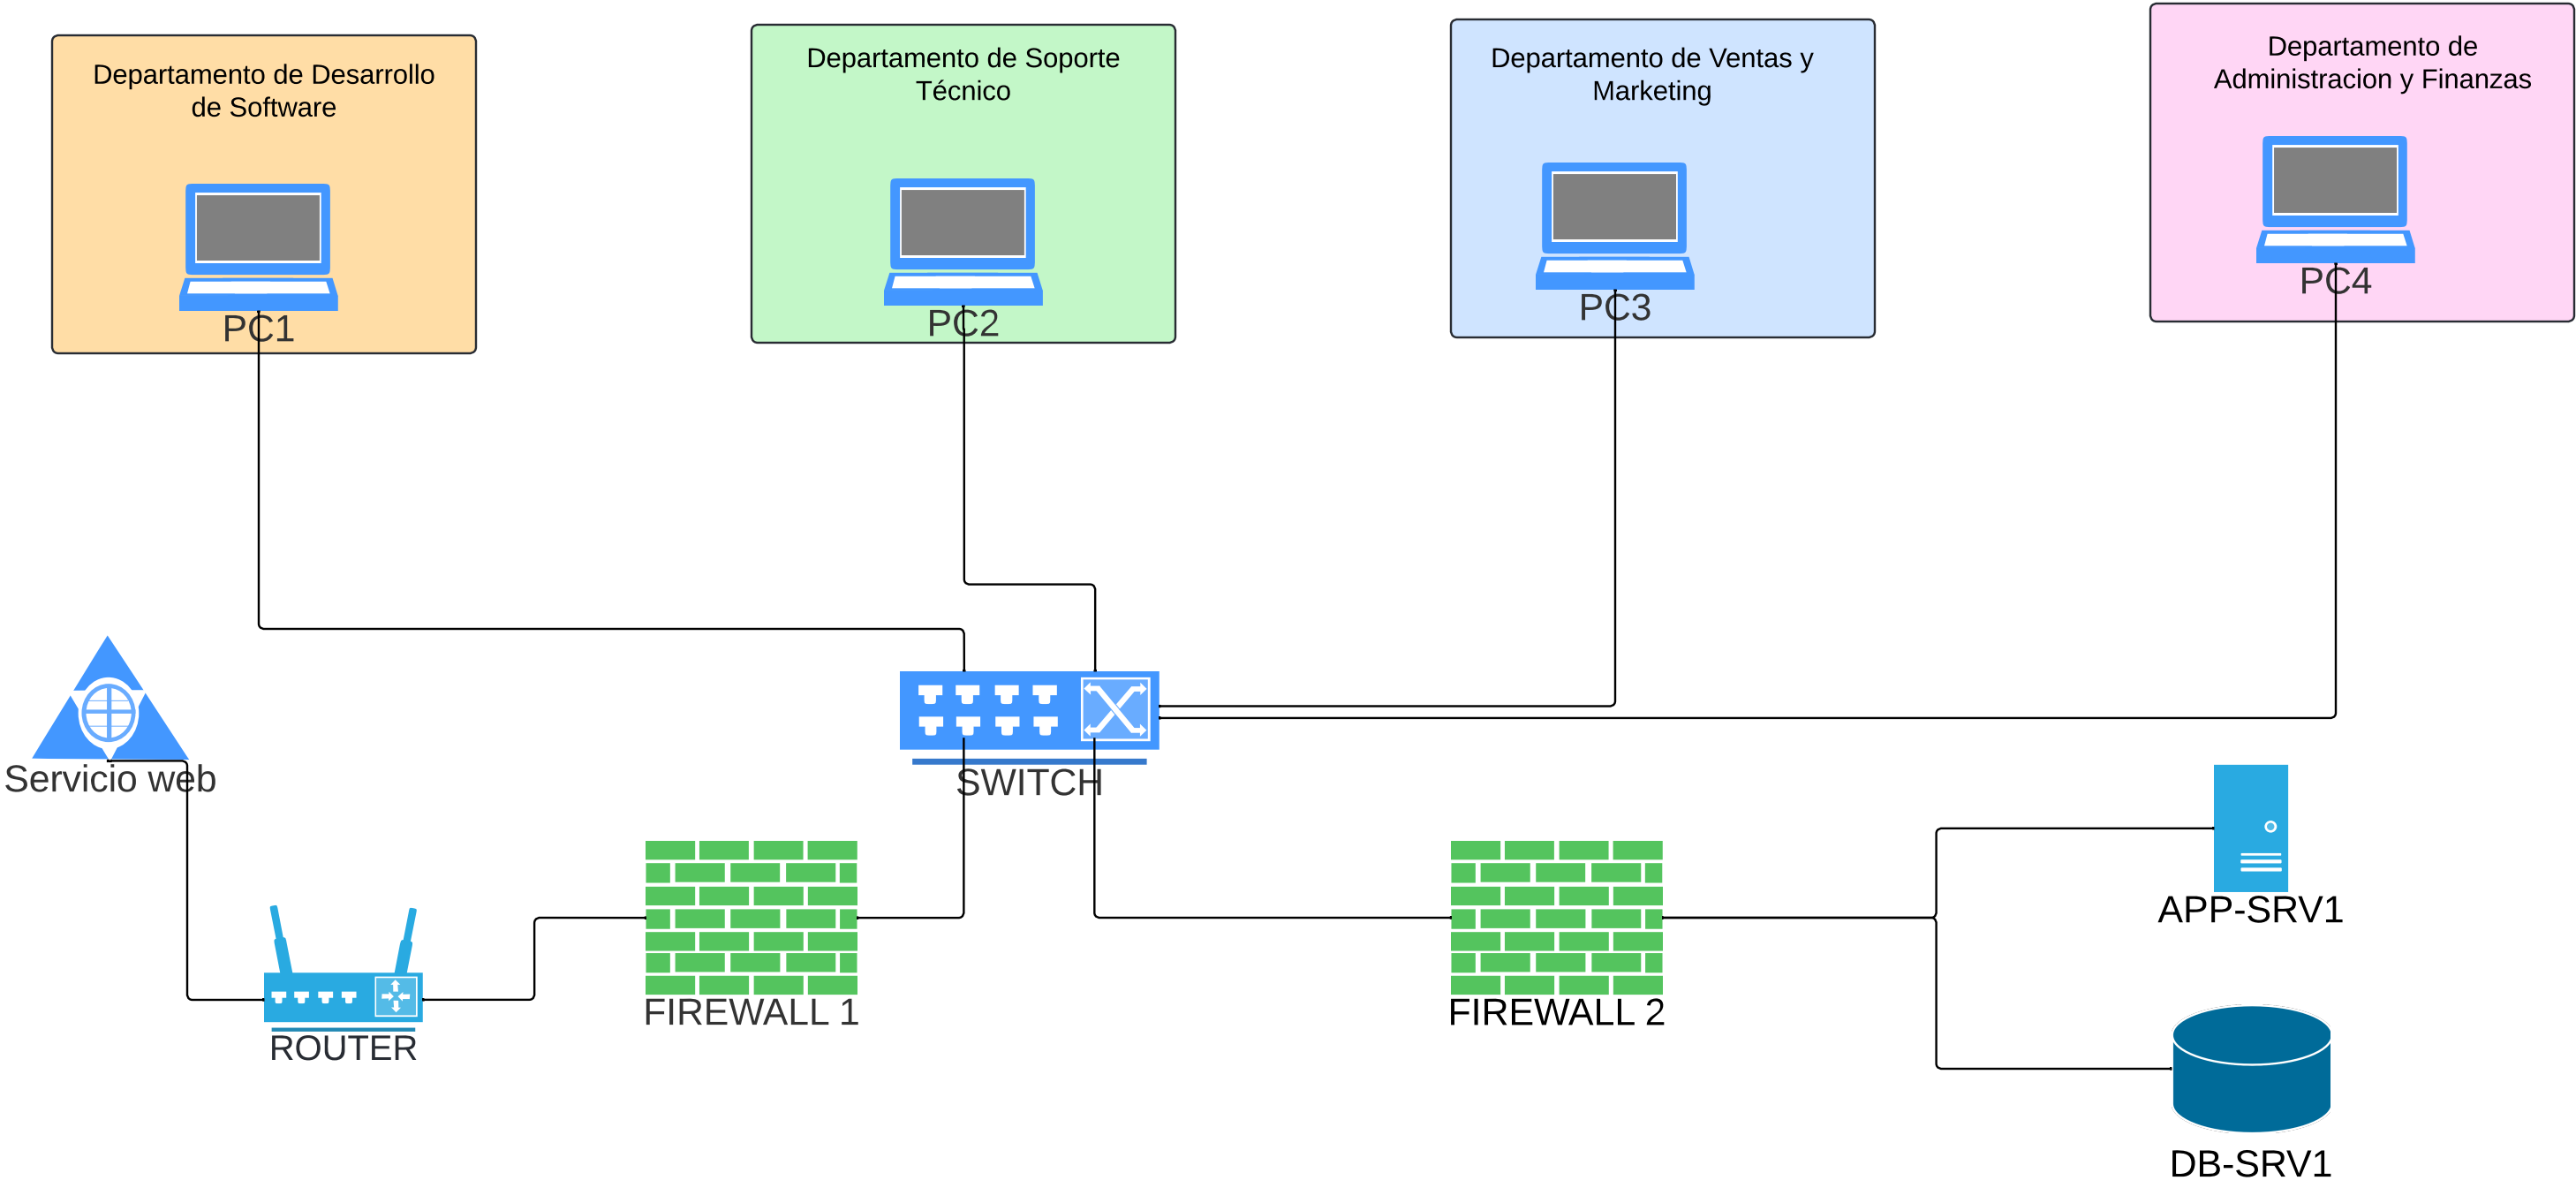 Departamento de Desarrollo
de Software
PC1
Departamento de Soporte
Técnico
PC2
Departamento de Ventas y
Marketing
PC3
Departamento de
Administracion y Finanzas
PC4
Servicio web
SWITCH
ROUTER
FIREWALL 1
FIREWALL 2
APP-SRV1
DB-SRV1